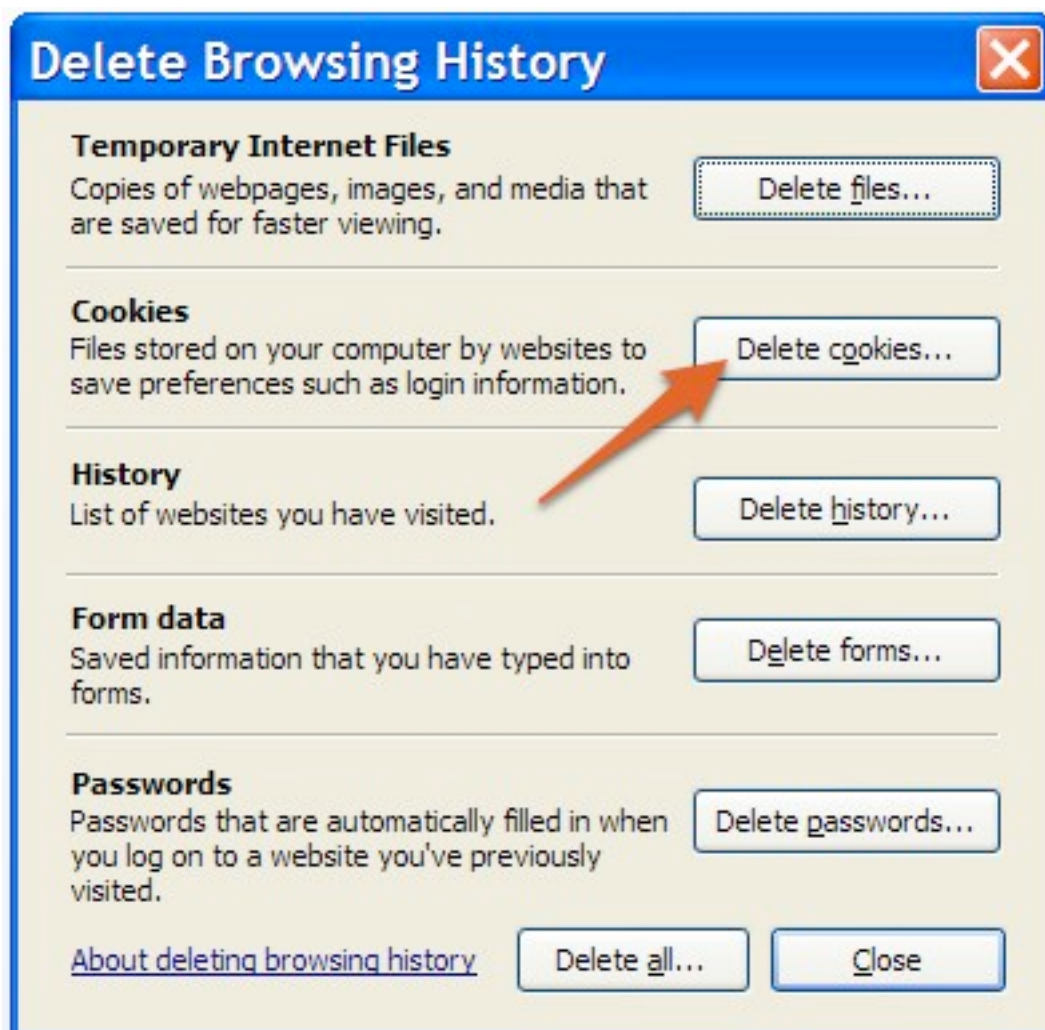 Delete Browsing History
Temporary Internet Files
Copies of webpages, images, and media that
are saved for faster viewing.
Delete files...
Cookies
Files stored on your computer by websites to
save preferences such as login information.
Delete cookies...
History
List of websites you have visited.
Delete history...
Form data
Saved information that you have typed into
forms.
Delete forms...
Passwords
Passwords that are automatically filled in when
you log on to a website you've previously
visited.
Delete passwords...
About deleting browsing history
Delete all...
Close